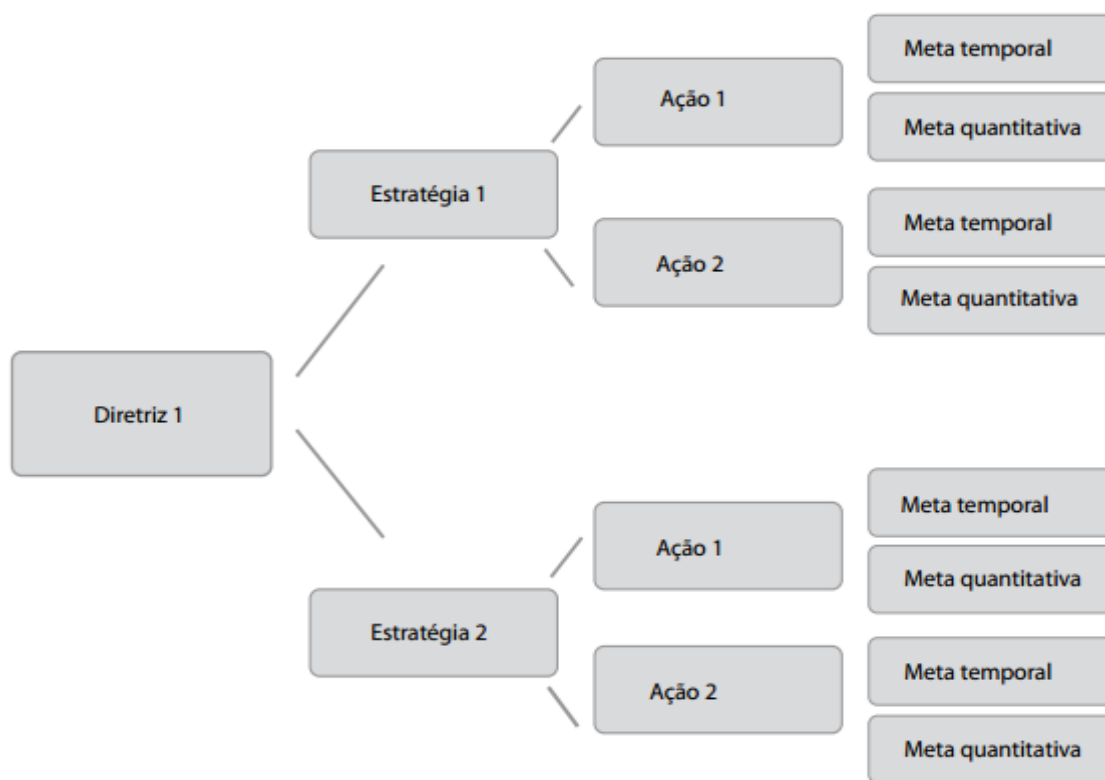 Diretriz 1
Estratégia 1
Ação 1
Meta temporal
Meta quantitativa
Ação 2
Meta temporal
Meta quantitativa
Estratégia 2
Ação 1
Meta temporal
Meta quantitativa
Ação 2
Meta temporal
Meta quantitativa